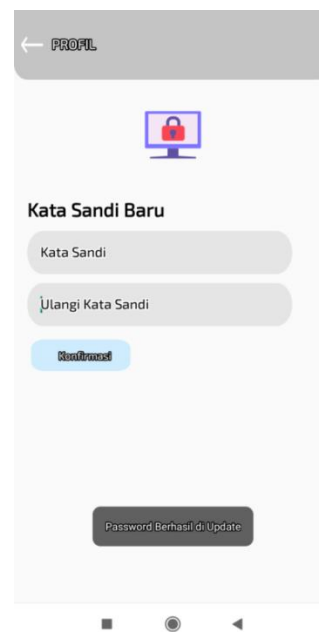 PROFIL
Kata Sandi Baru
Kata Sandi
Ulangi Kata Sandi
Konfirmasi
Password Berhasil di Update